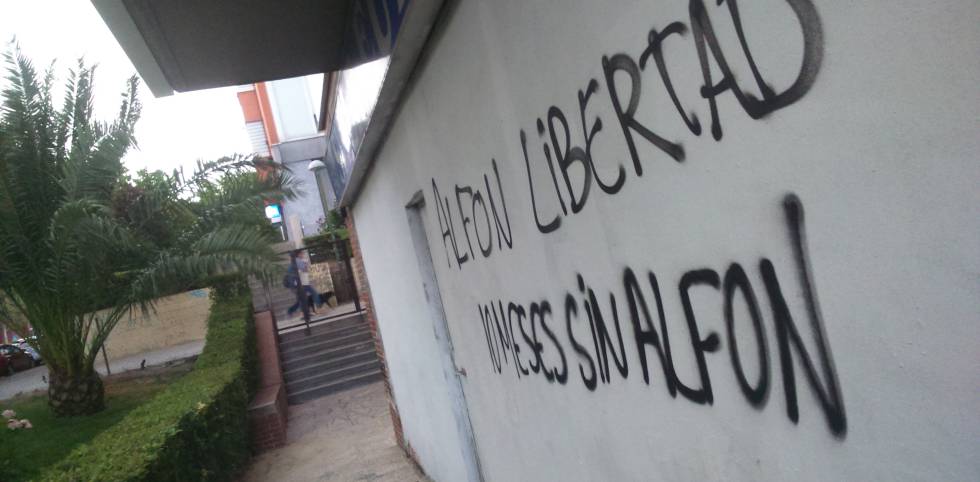 ALFON LiBERTAD
10 MESES SiN ALFON